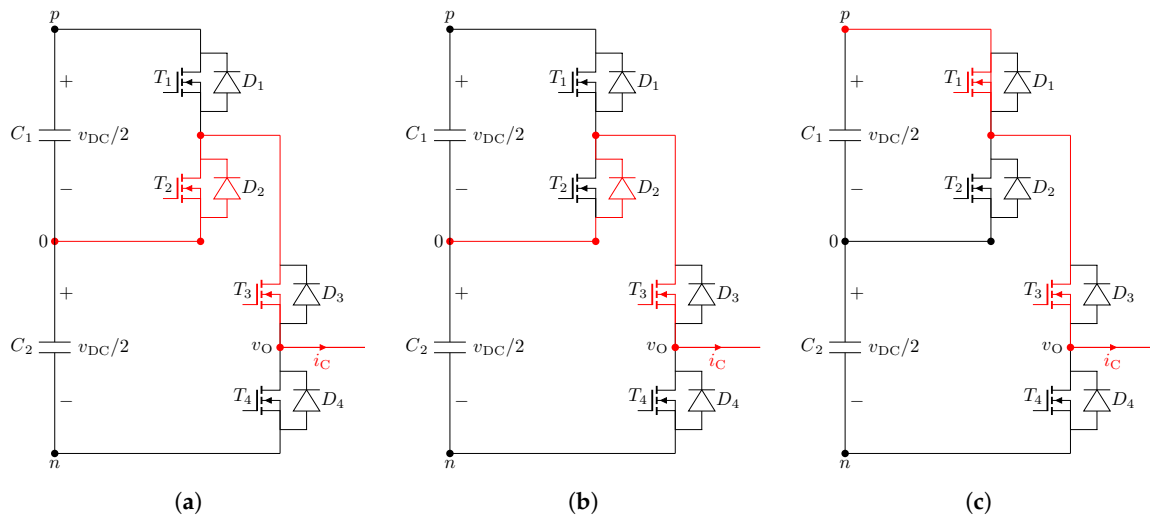 p
T1
D1
+
C1 vDC/2
−
T2
D2
0
+
T3
D3
C2 vDC/2
vO
iC
−
T4
D4
n
(a)
p
T1
D1
+
C1 vDC/2
−
T2
D2
0
+
T3
D3
C2 vDC/2
vO
iC
−
T4
D4
n
(b)
p
T1
D1
+
C1 vDC/2
−
T2
D2
0
+
T3
D3
C2 vDC/2
vO
iC
−
T4
D4
n
(c)